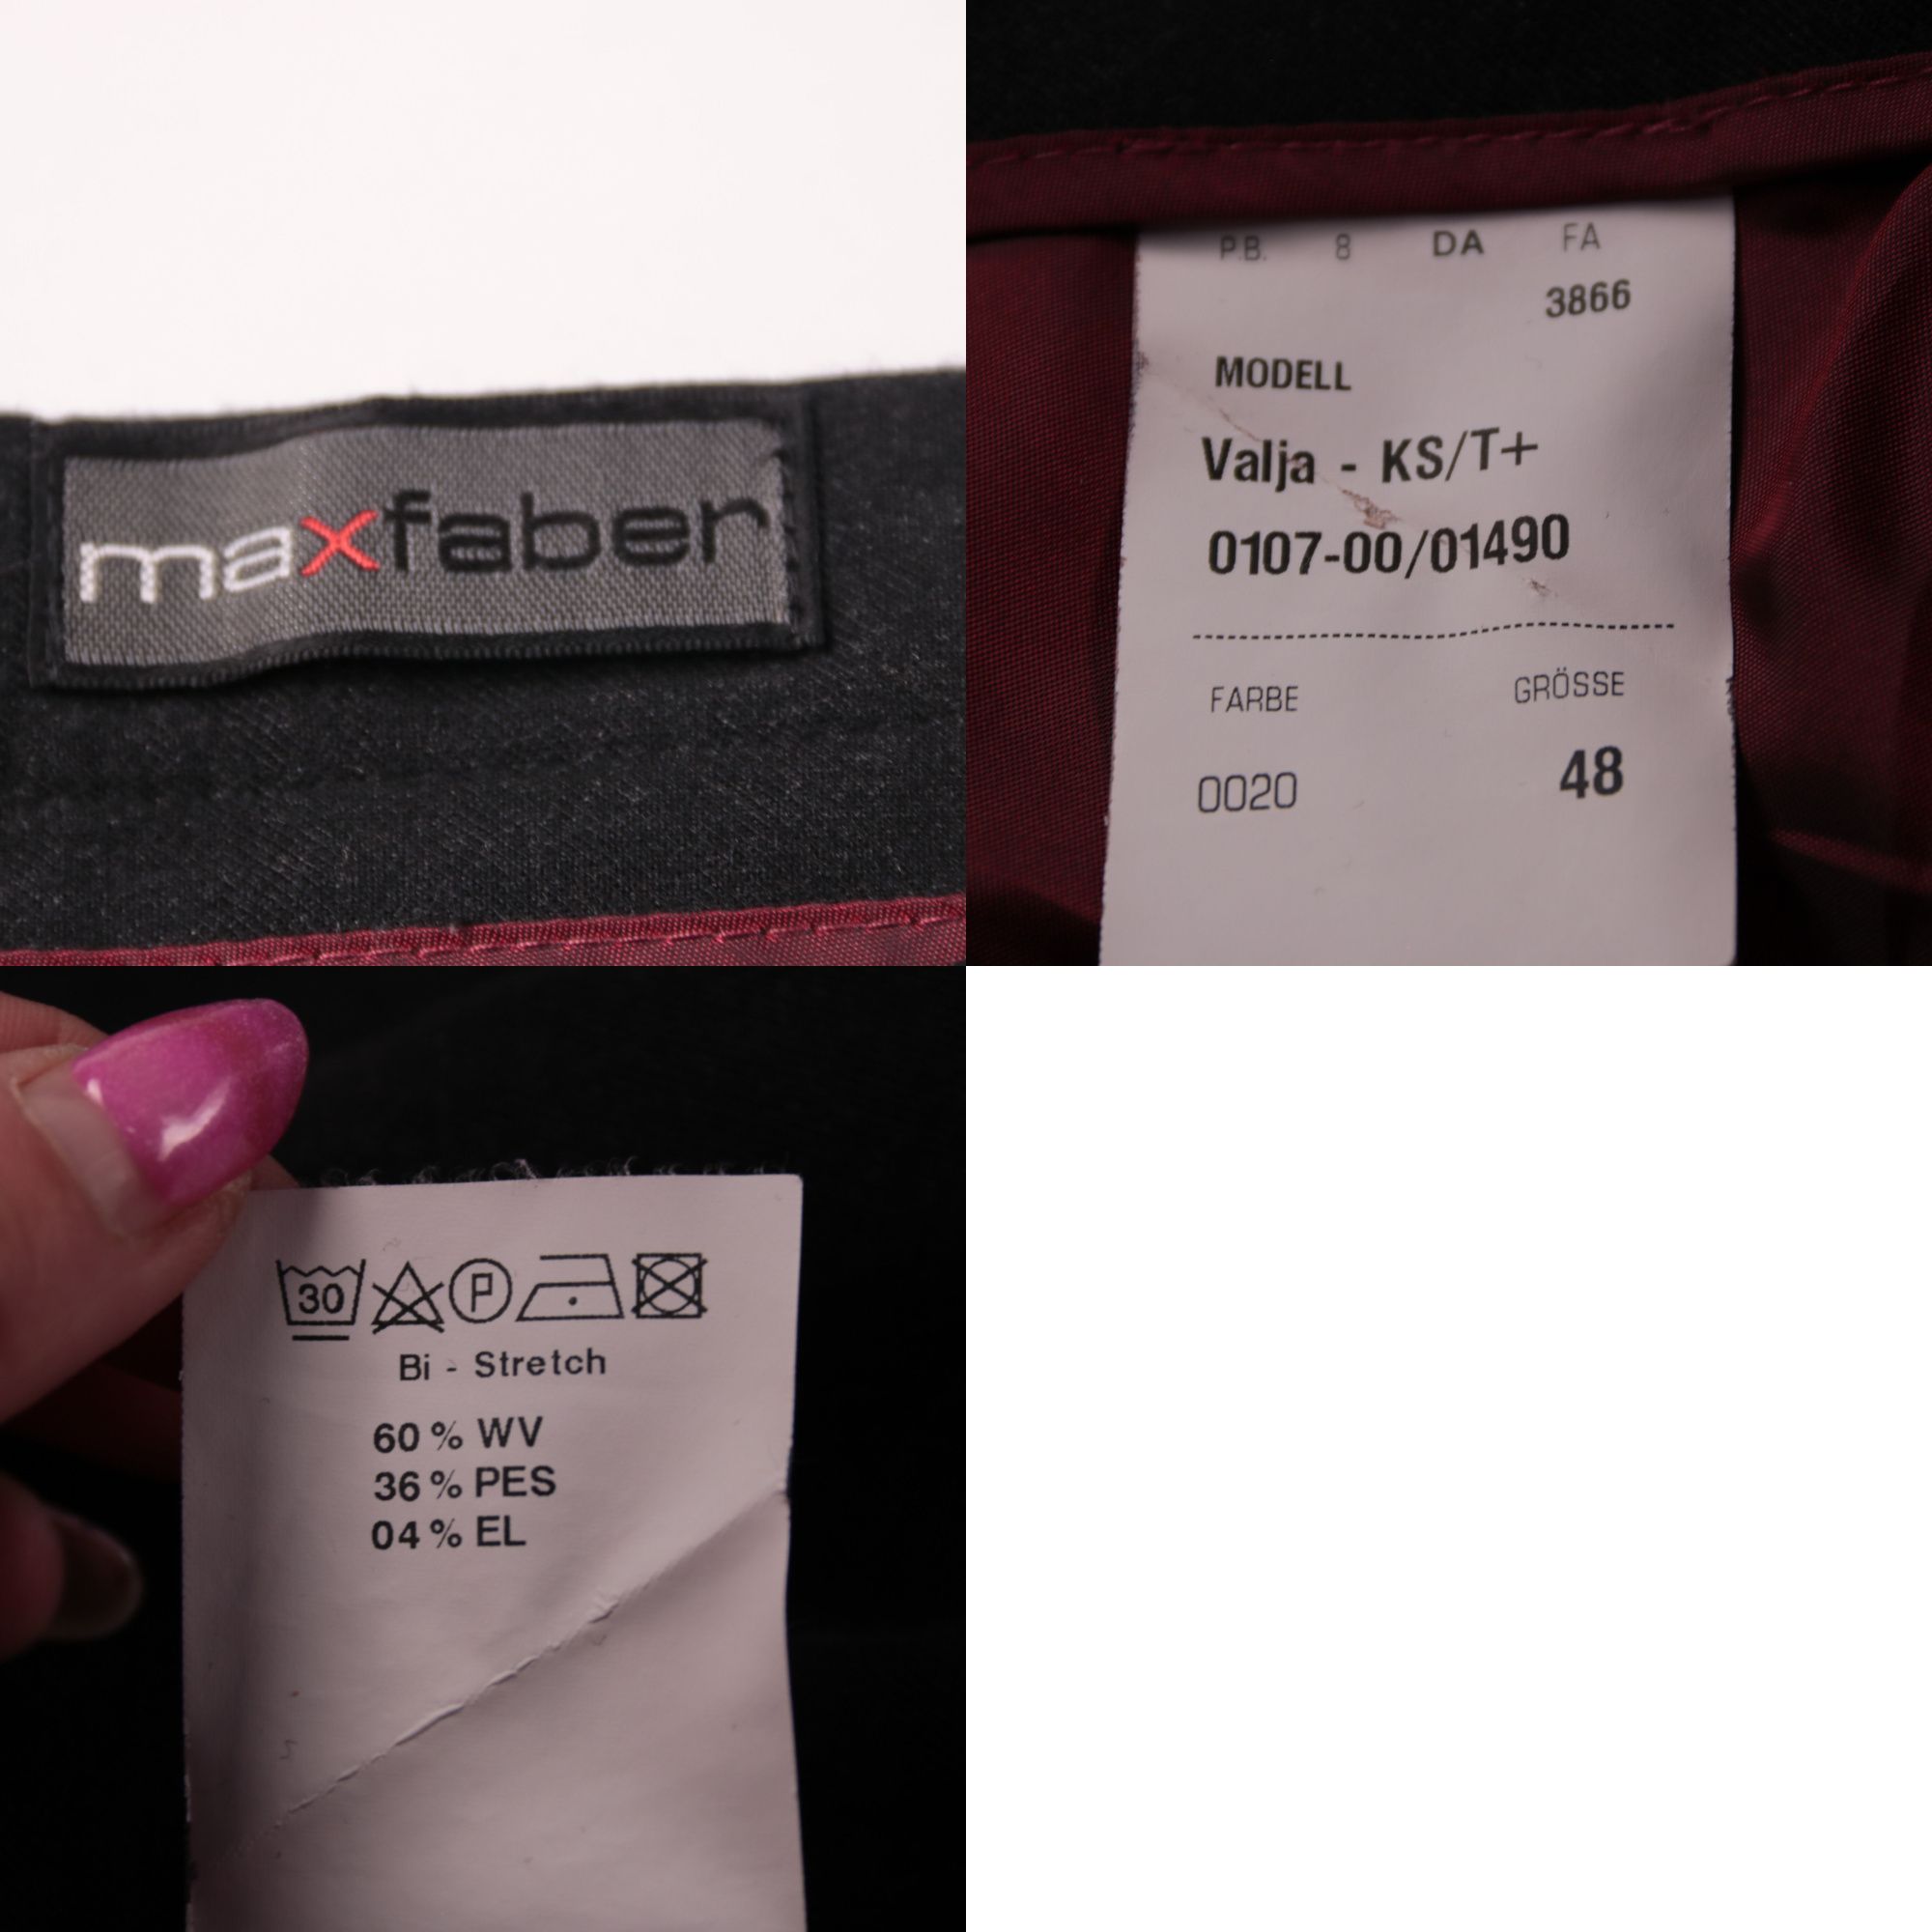 maxfaber
P.B. 8 DA FA
3866
MODELL
Valja - KS/T+
0107-00/01490
FARBE GRÖSSE
0020 48
30 P
Bi - Stretch
60 % WV
36 % PES
04 % EL